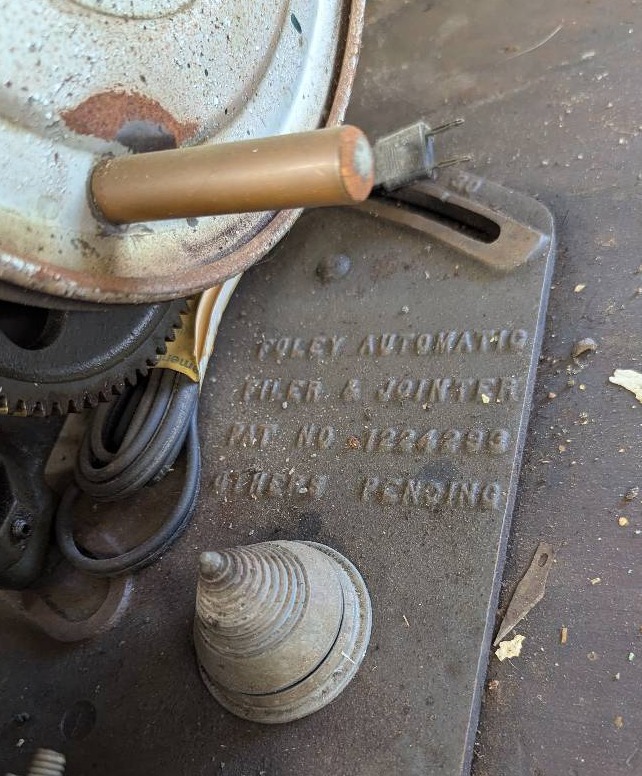 FOLEY AUTOMATIC
FILER & JOINTER
PAT NO 1224293
OTHERS PENDING